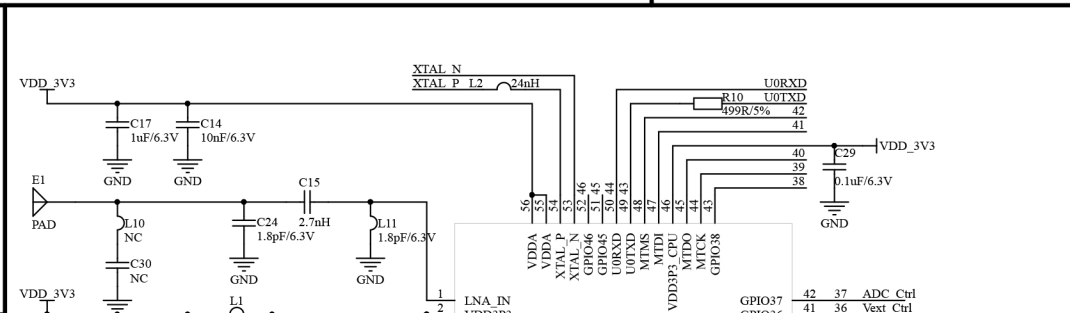 XTAL_N
XTAL_P L2 24nH
VDD_3V3
U0RXD
R10 U0TXD
499R/5%
42
41
C17
1uF/6.3V
C14
10nF/6.3V
GND
GND
VDD_3V3
C29
0.1uF/6.3V
GND
40
39
38
E1
PAD
C15
2.7nH
L10
NC
C24
1.8pF/6.3V
L11
1.8pF/6.3V
C30
NC
GND
GND
56
55
54
53
52 46
51 45
50 44
49 43
48
47
46
45
44
43
VDDA
VDDA
XTAL_P
XTAL_N
GPIO46
GPIO45
U0RXD
U0TXD
MTMS
MTDI
VDD3P3_CPU
MTDO
MTCK
GPIO38
VDD_3V3
L1
1
LNA_IN
2
VDD3P3
GPIO37
42 37 ADC_Ctrl
GPIO36
41 36 Vext_Ctrl